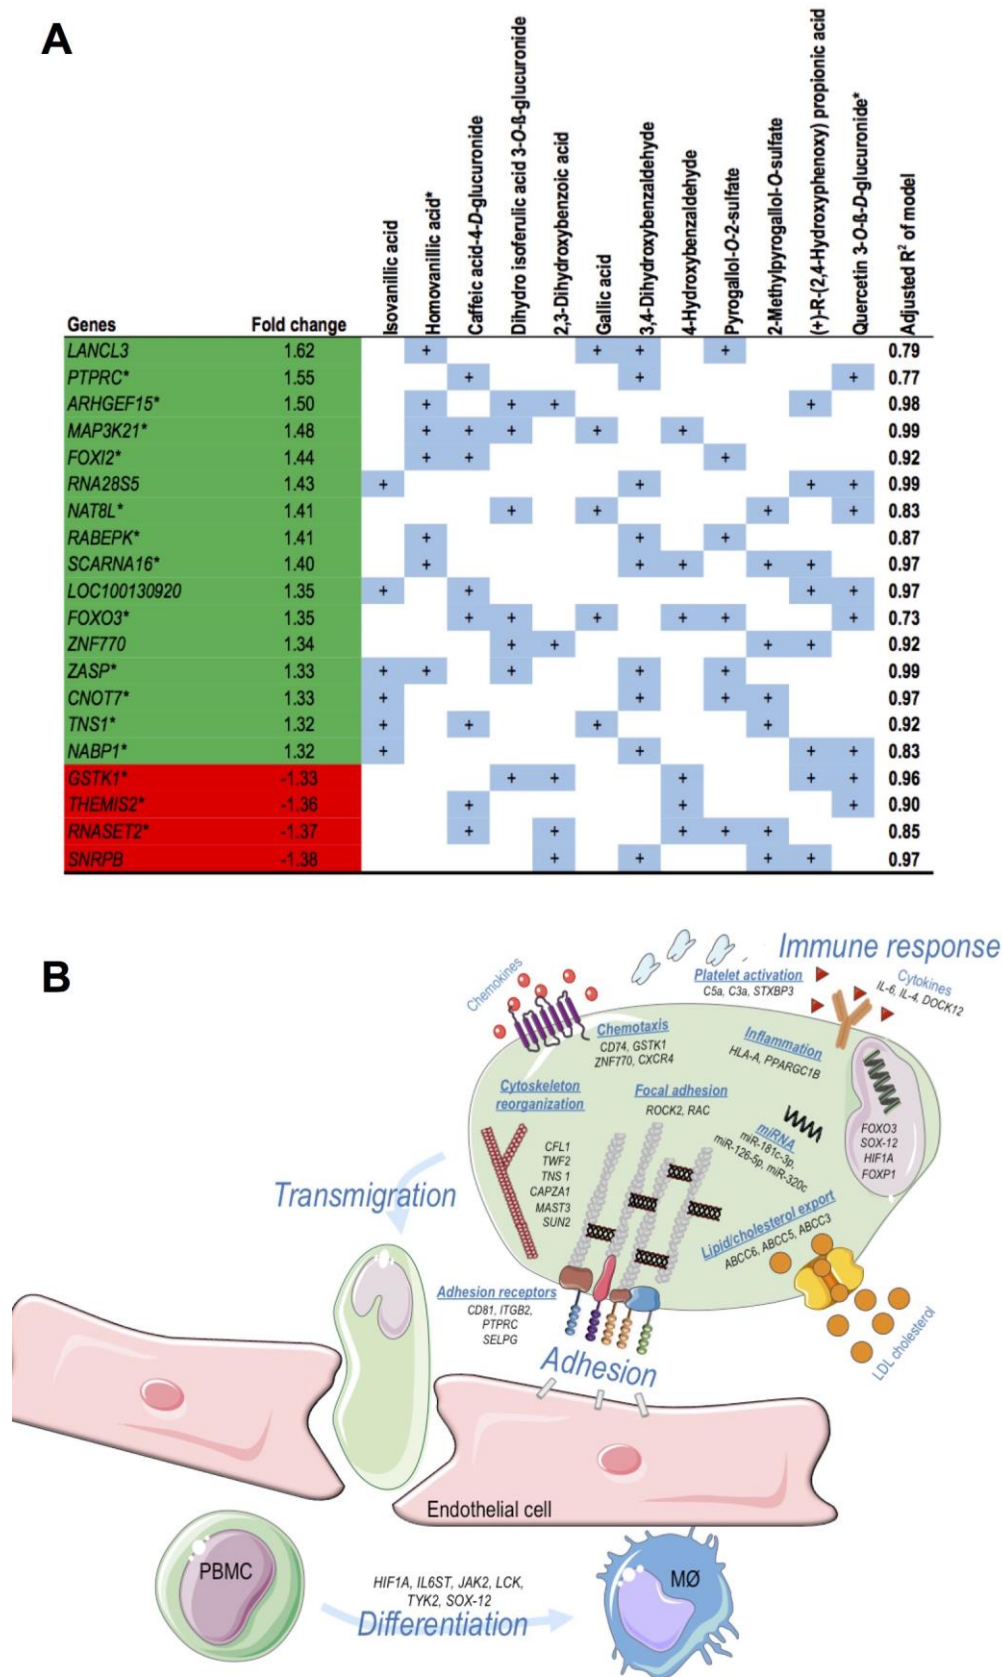 A
Isovanillic acid
Homovanillic acid*
Caffeic acid-4-D-glucuronide
Dihydro isoferulic acid 3-O-ß-glucuronide
2,3-Dihydroxybenzoic acid
Gallic acid
3,4-Dihydroxybenzaldehyde
4-Hydroxybenzaldehyde
Pyrogallol-O-2-sulfate
2-Methylpyrogallol-O-sulfate
(+)-R-(2,4-Hydroxyphenoxy) propionic acid
Quercetin 3-O-ß-D-glucuronide*
Adjusted R² of model
Genes Fold change
LANCL3 1.62 + + + + 0.79
PTPRC* 1.55 + + + 0.77
ARHGEF15* 1.50 + + + + 0.98
MAP3K21* 1.48 + + + + + 0.99
FOXI2* 1.44 + + + 0.92
RNA28S5 1.43 + + + + 0.99
NAT8L* 1.41 + + + + 0.83
RABEPK* 1.41 + + + 0.87
SCARNA16* 1.40 + + + + + 0.97
LOC100130920 1.35 + + + + 0.97
FOXO3* 1.35 + + + + + + 0.73
ZNF770 1.34 + + + + 0.92
ZASP* 1.33 + + + + + 0.99
CNOT7* 1.33 + + + + 0.97
TNS1* 1.32 + + + + 0.92
NABP1* 1.32 + + + + 0.83
GSTK1* -1.33 + + + + + 0.96
THEMIS2* -1.36 + + + 0.90
RNASET2* -1.37 + + + + + 0.85
SNRPB -1.38 + + + + 0.97
B
Immune response
Chemokines
Platelet activation
C5a, C3a, STXBP3
Cytokines
IL-6, IL-4, DOCK12
Chemotaxis
CD74, GSTK1
ZNF770, CXCR4
Inflammation
HLA-A, PPARGC1B
Cytoskeleton
reorganization
Focal adhesion
ROCK2, RAC
miRNA
miR-181c-3p,
miR-126-5p, miR-320c
FOXO3
SOX-12
HIF1A
FOXP1
CFL1
TWF2
TNS 1
CAPZA1
MAST3
SUN2
Transmigration
Lipid/cholesterol export
ABCC6, ABCC5, ABCC3
Adhesion receptors
CD81, ITGB2,
PTPRC
SELPG
LDL cholesterol
Adhesion
Endothelial cell
PBMC
HIF1A, IL6ST, JAK2, LCK,
TYK2, SOX-12
Differentiation
MØ